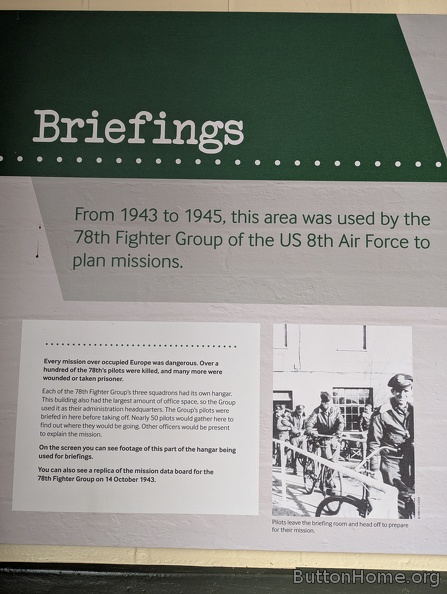 Briefings
From 1943 to 1945, this area was used by the
78th Fighter Group of the US 8th Air Force to
plan missions.
Every mission over occupied Europe was dangerous. Over a
hundred of the 78th's pilots were killed, and many more were
wounded or taken prisoner.
Each of the 78th Fighter Group's three squadrons had its own hangar.
This building also had the largest amount of office space, so the Group
used it as their administration headquarters. The Group's pilots were
briefed in here before taking off. Nearly 50 pilots would gather here to
find out where they would be going. Other officers would be present
to explain the mission.
On the screen you can see footage of this part of the hangar being
used for briefings.
You can also see a replica of the mission data board for the
78th Fighter Group on 14 October 1943.
Pilots leave the briefing room and head off to prepare
for their mission.
ButtonHome.org